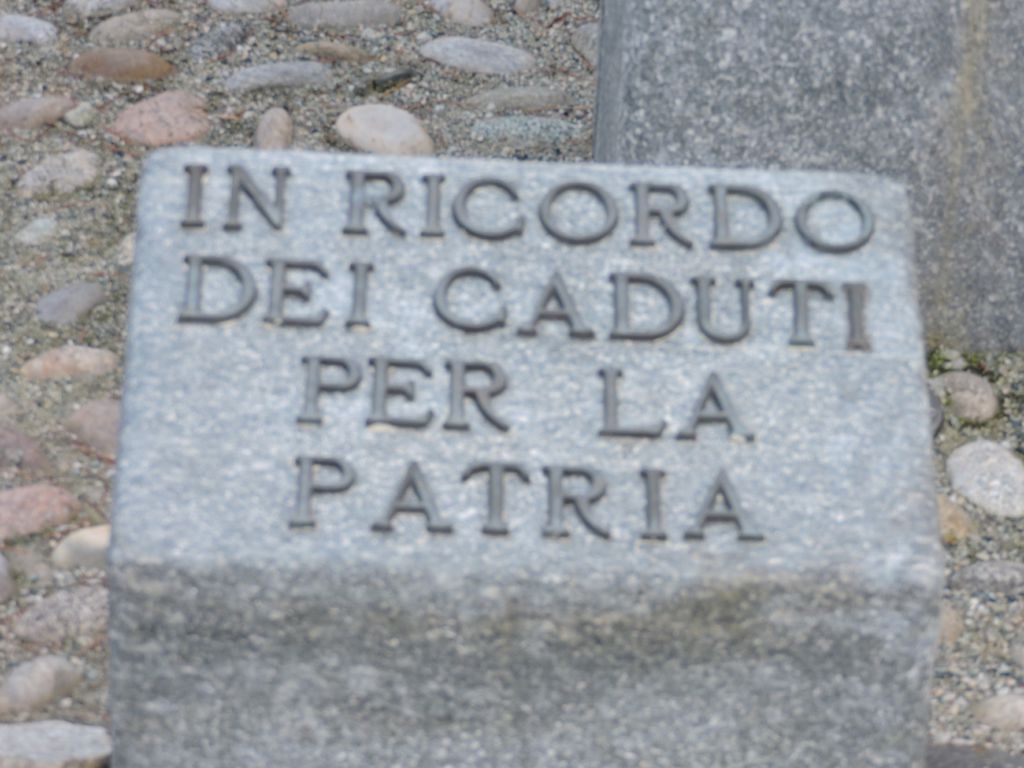 IN RICORDO
DEI CADUTI
PER LA
PATRIA